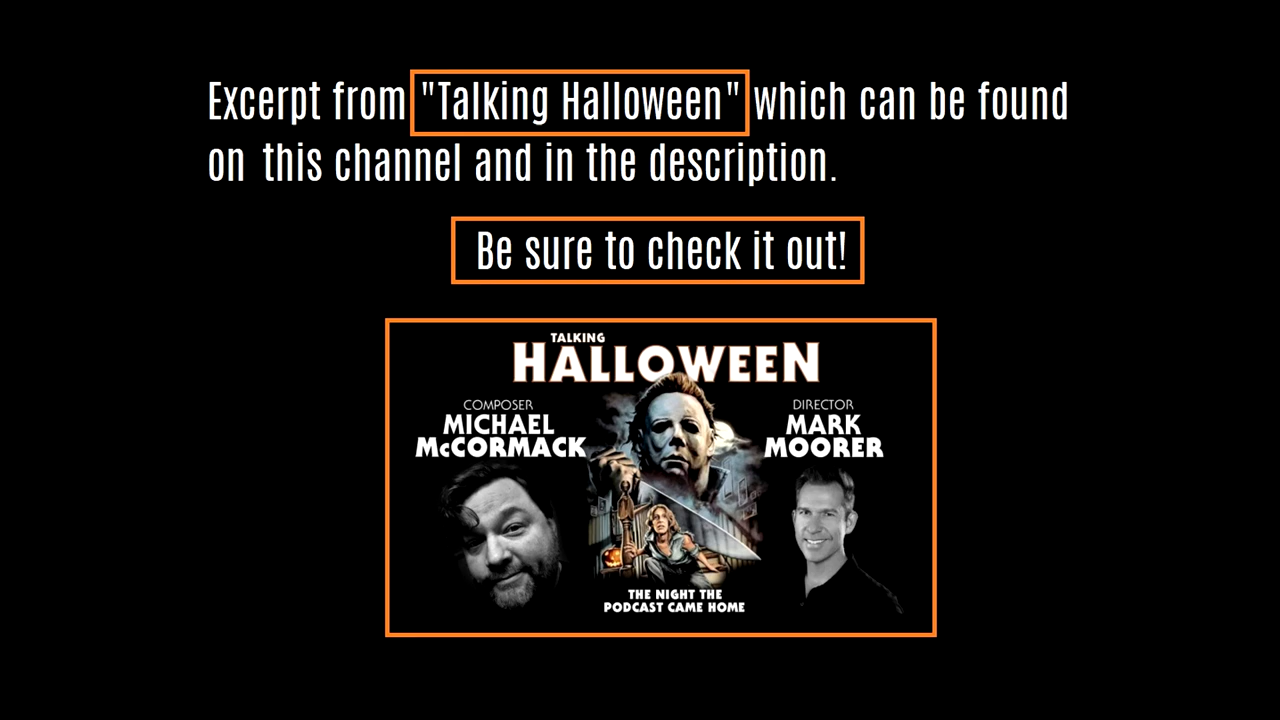 Excerpt from "Talking Halloween" which can be found
on this channel and in the description.
Be sure to check it out!
TALKING
HALLOWEEN
COMPOSER
MICHAEL
McCORMACK
DIRECTOR
MARK
MOORER
THE NIGHT THE
PODCAST CAME HOME